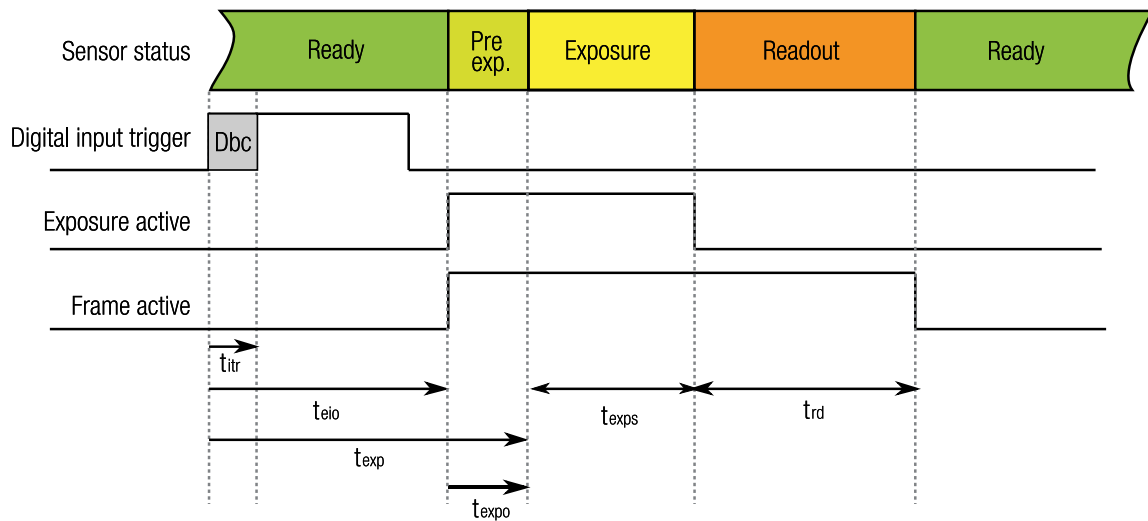 Sensor status
Ready
Pre
exp.
Exposure
Readout
Ready
Digital input trigger
Dbc
Exposure active
Frame active
titr
teio
texps
trd
texp
texpo